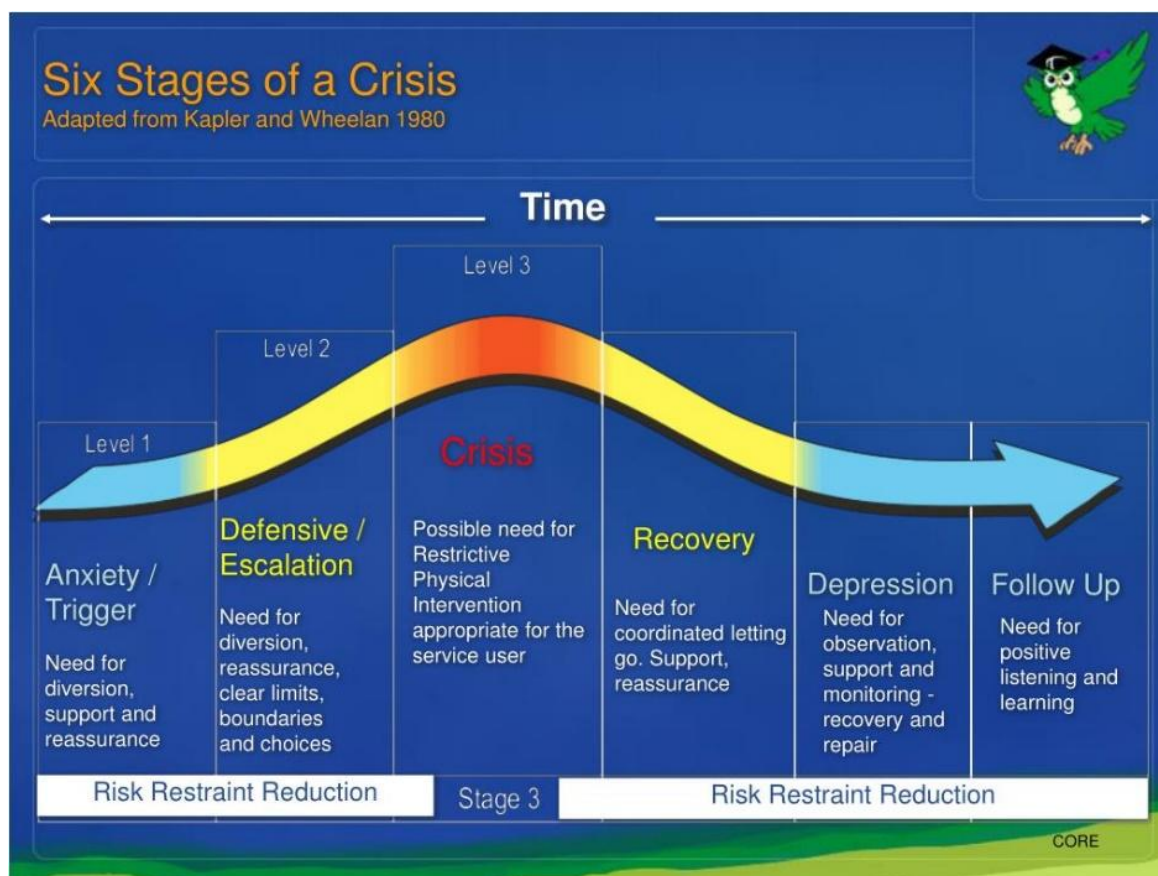 Six Stages of a Crisis
Adapted from Kapler and Wheelan 1980
Time
Level 1
Level 2
Level 3
Anxiety /
Trigger
Need for
diversion,
support and
reassurance
Defensive /
Escalation
Need for
diversion,
reassurance,
clear limits,
boundaries
and choices
Crisis
Possible need for
Restrictive
Physical
Intervention
appropriate for the
service user
Recovery
Need for
coordinated letting
go. Support,
reassurance
Depression
Need for
observation,
support and
monitoring -
recovery and
repair
Follow Up
Need for
positive
listening and
learning
Risk Restraint Reduction
Stage 3
Risk Restraint Reduction
CORE